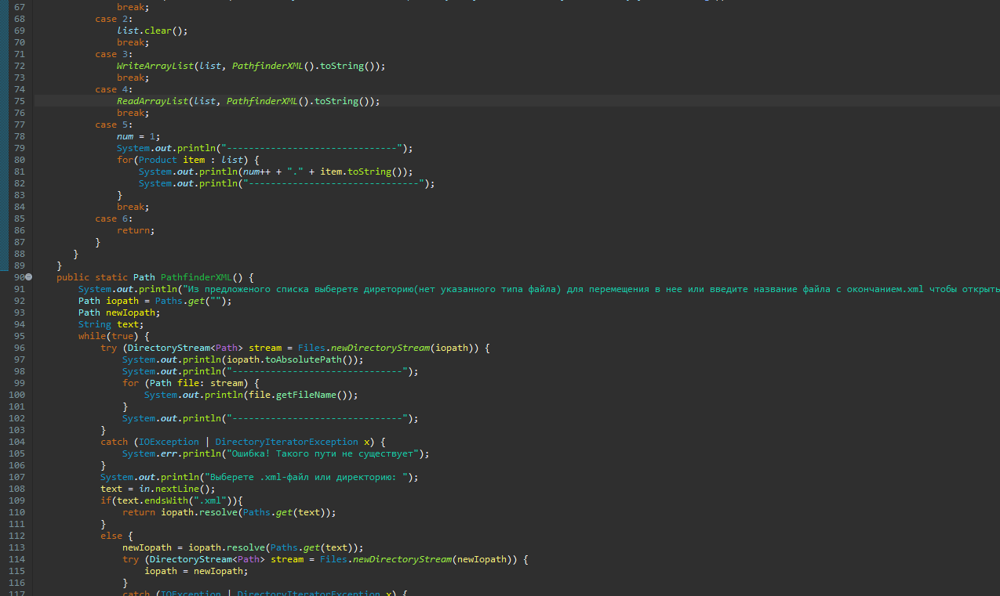 67 break;
68 case 2:
69 list.clear();
70 break;
71 case 3:
72 WriteArrayList(list, PathfinderXML().toString());
73 break;
74 case 4:
75 ReadArrayList(list, PathfinderXML().toString());
76 break;
77 case 5:
78 num = 1;
79 System.out.println("-------------------------------");
80 for(Product item : list) {
81 System.out.println(num++ + "." + item.toString());
82 System.out.println("-------------------------------");
83 }
84 break;
85 case 6:
86 return;
87 }
88 }
89 }
90 public static Path PathfinderXML() {
91 System.out.println("Из предложеного списка выберете диреторию(нет указанного типа файла) для перемещения в нее или введите название файла с окончанием.xml чтобы открыть
92 Path iopath = Paths.get("");
93 Path newIopath;
94 String text;
95 while(true) {
96 try (DirectoryStream<Path> stream = Files.newDirectoryStream(iopath)) {
97 System.out.println(iopath.toAbsolutePath());
98 System.out.println("-------------------------------");
99 for (Path file: stream) {
100 System.out.println(file.getFileName());
101 }
102 System.out.println("-------------------------------");
103 }
104 catch (IOException | DirectoryIteratorException x) {
105 System.err.println("Ошибка! Такого пути не существует");
106 }
107 System.out.println("Выберете .xml-файл или директорию: ");
108 text = in.nextLine();
109 if(text.endsWith(".xml")){
110 return iopath.resolve(Paths.get(text));
111 }
112 else {
113 newIopath = iopath.resolve(Paths.get(text));
114 try (DirectoryStream<Path> stream = Files.newDirectoryStream(newIopath)) {
115 iopath = newIopath;
116 }
117 catch (IOException | DirectoryIteratorException x) {